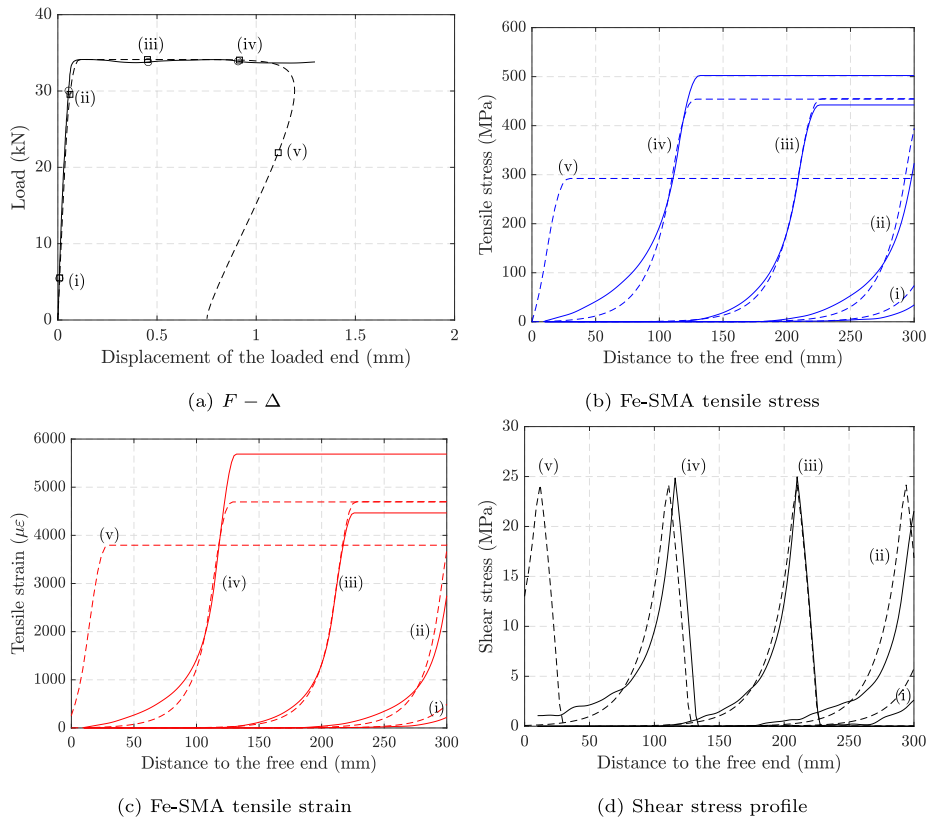 40
30
20
10
0
0
0.5
1
1.5
2
Load (kN)
Displacement of the loaded end (mm)
(i)
(ii)
(iii)
(iv)
(v)
(a) F − Δ
600
500
400
300
200
100
0
0
50
100
150
200
250
300
Tensile stress (MPa)
Distance to the free end (mm)
(v)
(iv)
(iii)
(ii)
(i)
(b) Fe-SMA tensile stress
6000
5000
4000
3000
2000
1000
0
0
50
100
150
200
250
300
Tensile strain (με)
Distance to the free end (mm)
(v)
(iv)
(iii)
(ii)
(i)
(c) Fe-SMA tensile strain
30
25
20
15
10
5
0
0
50
100
150
200
250
300
Shear stress (MPa)
Distance to the free end (mm)
(v)
(iv)
(iii)
(ii)
(i)
(d) Shear stress profile